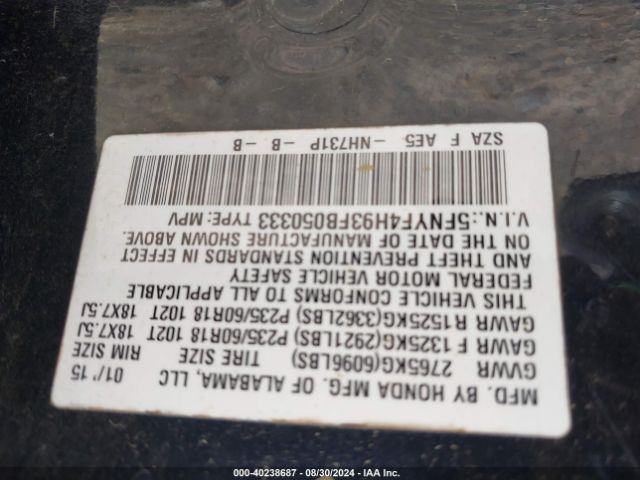 MFD. BY HONDA MFG. OF ALABAMA, LLC 01/'15
GVWR 2765KG(6096LBS) TIRE SIZE RIM SIZE
GAWR F 1325KG (2921LBS) P235/60R18 102T 18X7.5J
GAWR R 1525KG(3362LBS) P235/60R18 102T 18X7.5J
THIS VEHICLE CONFORMS TO ALL APPLICABLE
FEDERAL MOTOR VEHICLE SAFETY
AND THEFT PREVENTION STANDARDS IN EFFECT
ON THE DATE OF MANUFACTURE SHOWN ABOVE.
V.I.N.:5FNYF4H93FB050333 TYPE: MPV
SZA F AE5 -NH731P -B -B
000-40238687 - 08/30/2024 - IAA Inc.